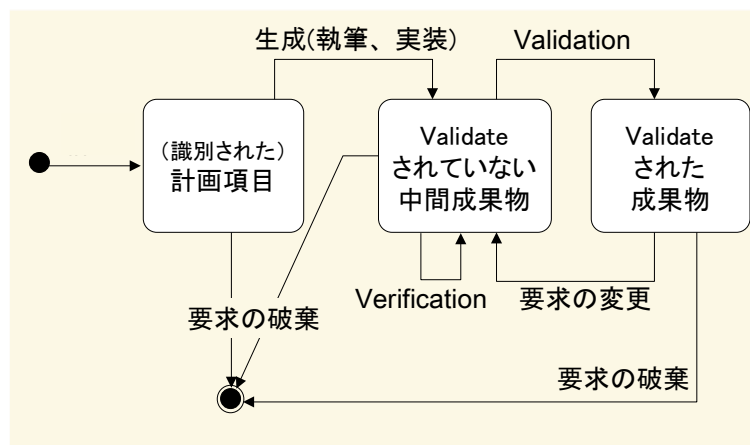 生成(執筆、実装)
Validation
(識別された)
計画項目
Validate
されていない
中間成果物
Validate
された
成果物
Verification
要求の変更
要求の破棄
要求の破棄